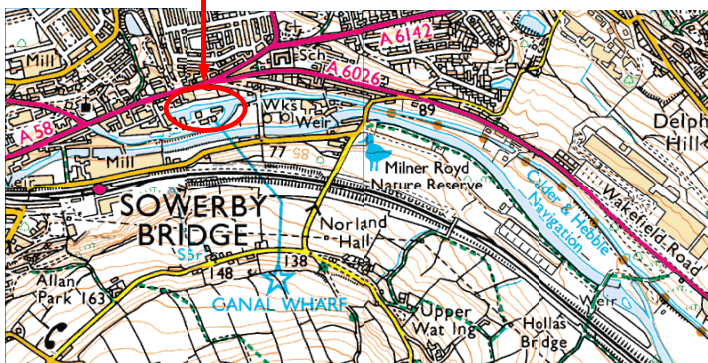 A 6142
Mill
Sch
A 6026
Wks
Weir
89
A 58
Delph
Hill
Mill
77
85
Milner Royd
Nature Reserve
Calder & Hebble
Navigation
Wakefield Road
SOWERBY
BRIDGE
Norland
Hall
138
148
Allan
Park 163
CANAL WHARF
Upper
Wat Ing
Weir
Hollas
Bridge